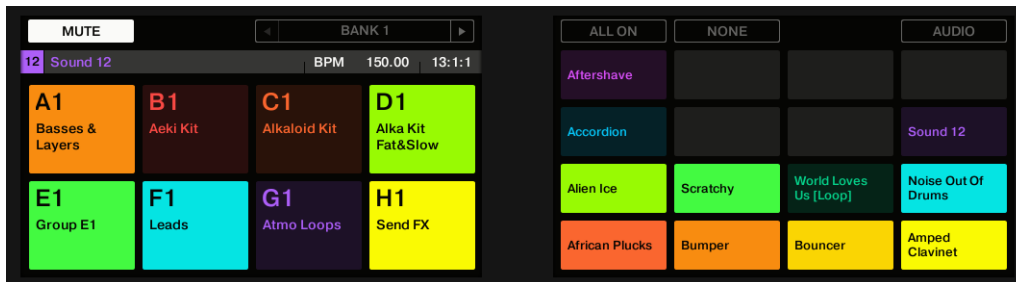 MUTE
BANK 1
12 Sound 12
BPM 150.00 13:1:1
A1
Basses &
Layers
B1
Aeki Kit
C1
Alkaloid Kit
D1
Alka Kit
Fat&Slow
E1
Group E1
F1
Leads
G1
Atmo Loops
H1
Send FX
ALL ON
NONE
AUDIO
Aftershave
Accordion
Sound 12
Alien Ice
Scratchy
World Loves
Us [Loop]
Noise Out Of
Drums
African Plucks
Bumper
Bouncer
Amped
Clavinet